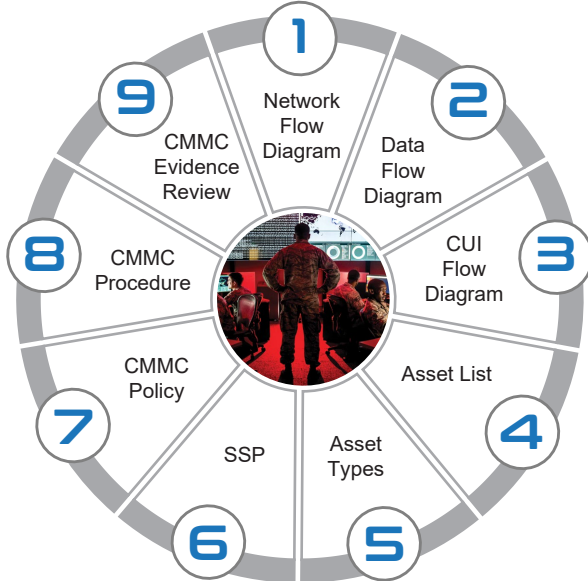 1
Network
Flow
Diagram
2
Data
Flow
Diagram
3
CUI
Flow
Diagram
4
Asset List
5
Asset
Types
6
SSP
7
CMMC
Policy
8
CMMC
Procedure
9
CMMC
Evidence
Review